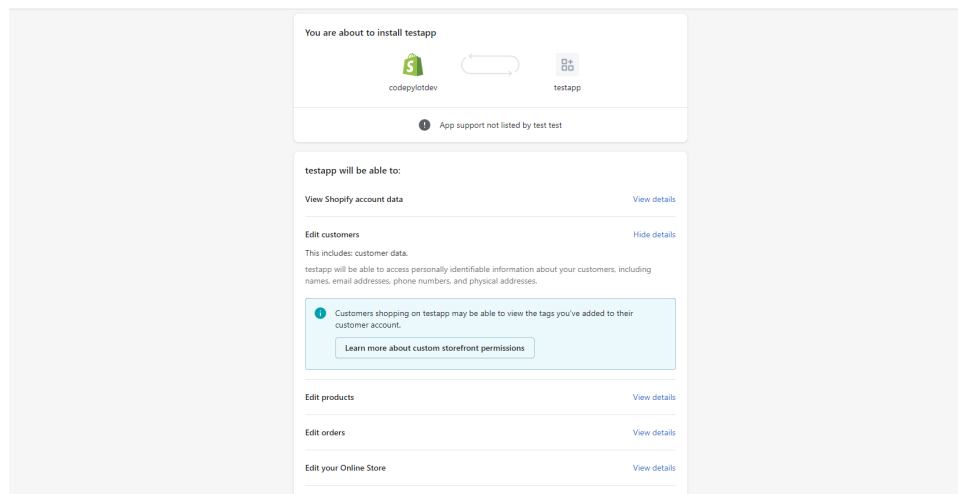 You are about to install testapp
codepylotdev
testapp
App support not listed by test test
testapp will be able to:
View Shopify account data
View details
Edit customers
Hide details
This includes: customer data.
testapp will be able to access personally identifiable information about your customers, including
names, email addresses, phone numbers, and physical addresses.
Customers shopping on testapp may be able to view the tags you've added to their
customer account.
Learn more about custom storefront permissions
Edit products
View details
Edit orders
View details
Edit your Online Store
View details